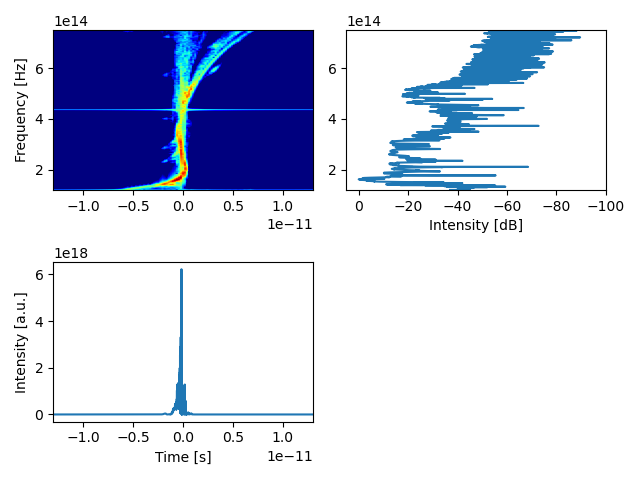 1e14
1e14
Frequency [Hz]
6
4
2
6
4
2
−1.0 −0.5 0.0 0.5 1.0
1e−11
0 −20 −40 −60 −80 −100
Intensity [dB]
1e18
Intensity [a.u.]
6
4
2
0
−1.0 −0.5 0.0 0.5 1.0
1e−11
Time [s]